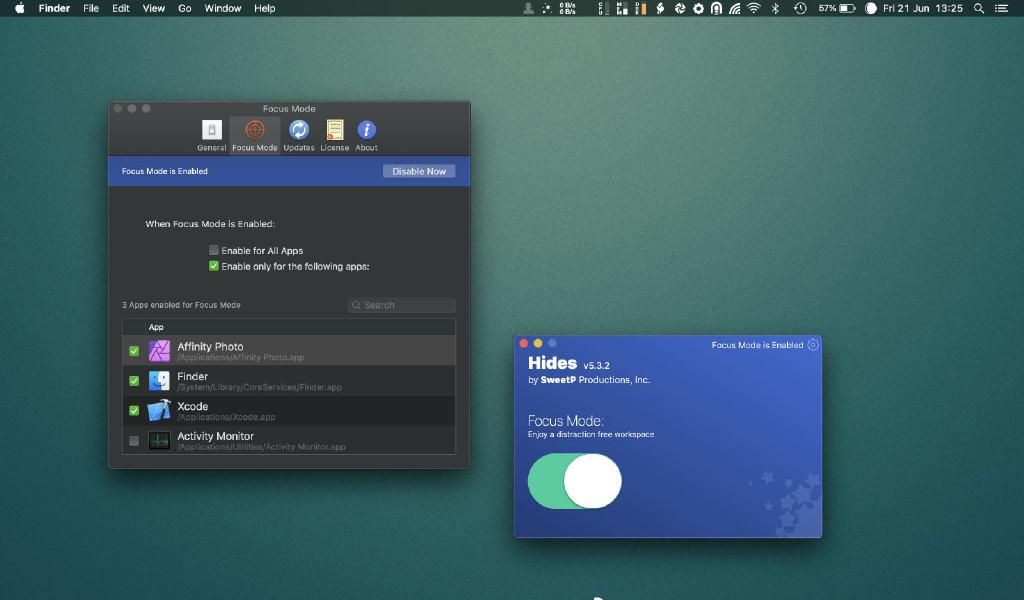 Finder File Edit View Go Window Help
0 B/s
0 B/s
57% Fri 21 Jun 13:25
Focus Mode
General Focus Mode Updates License About
Focus Mode is Enabled Disable Now
When Focus Mode is Enabled:
Enable for All Apps
Enable only for the following apps:
3 Apps enabled for Focus Mode Search
App
Affinity Photo
/Applications/Affinity Photo.app
Finder
/System/Library/CoreServices/Finder.app
Xcode
/Applications/Xcode.app
Activity Monitor
/Applications/Utilities/Activity Monitor.app
Focus Mode is Enabled
Hides v5.3.2
by SweetP Productions, Inc.
Focus Mode:
Enjoy a distraction free workspace